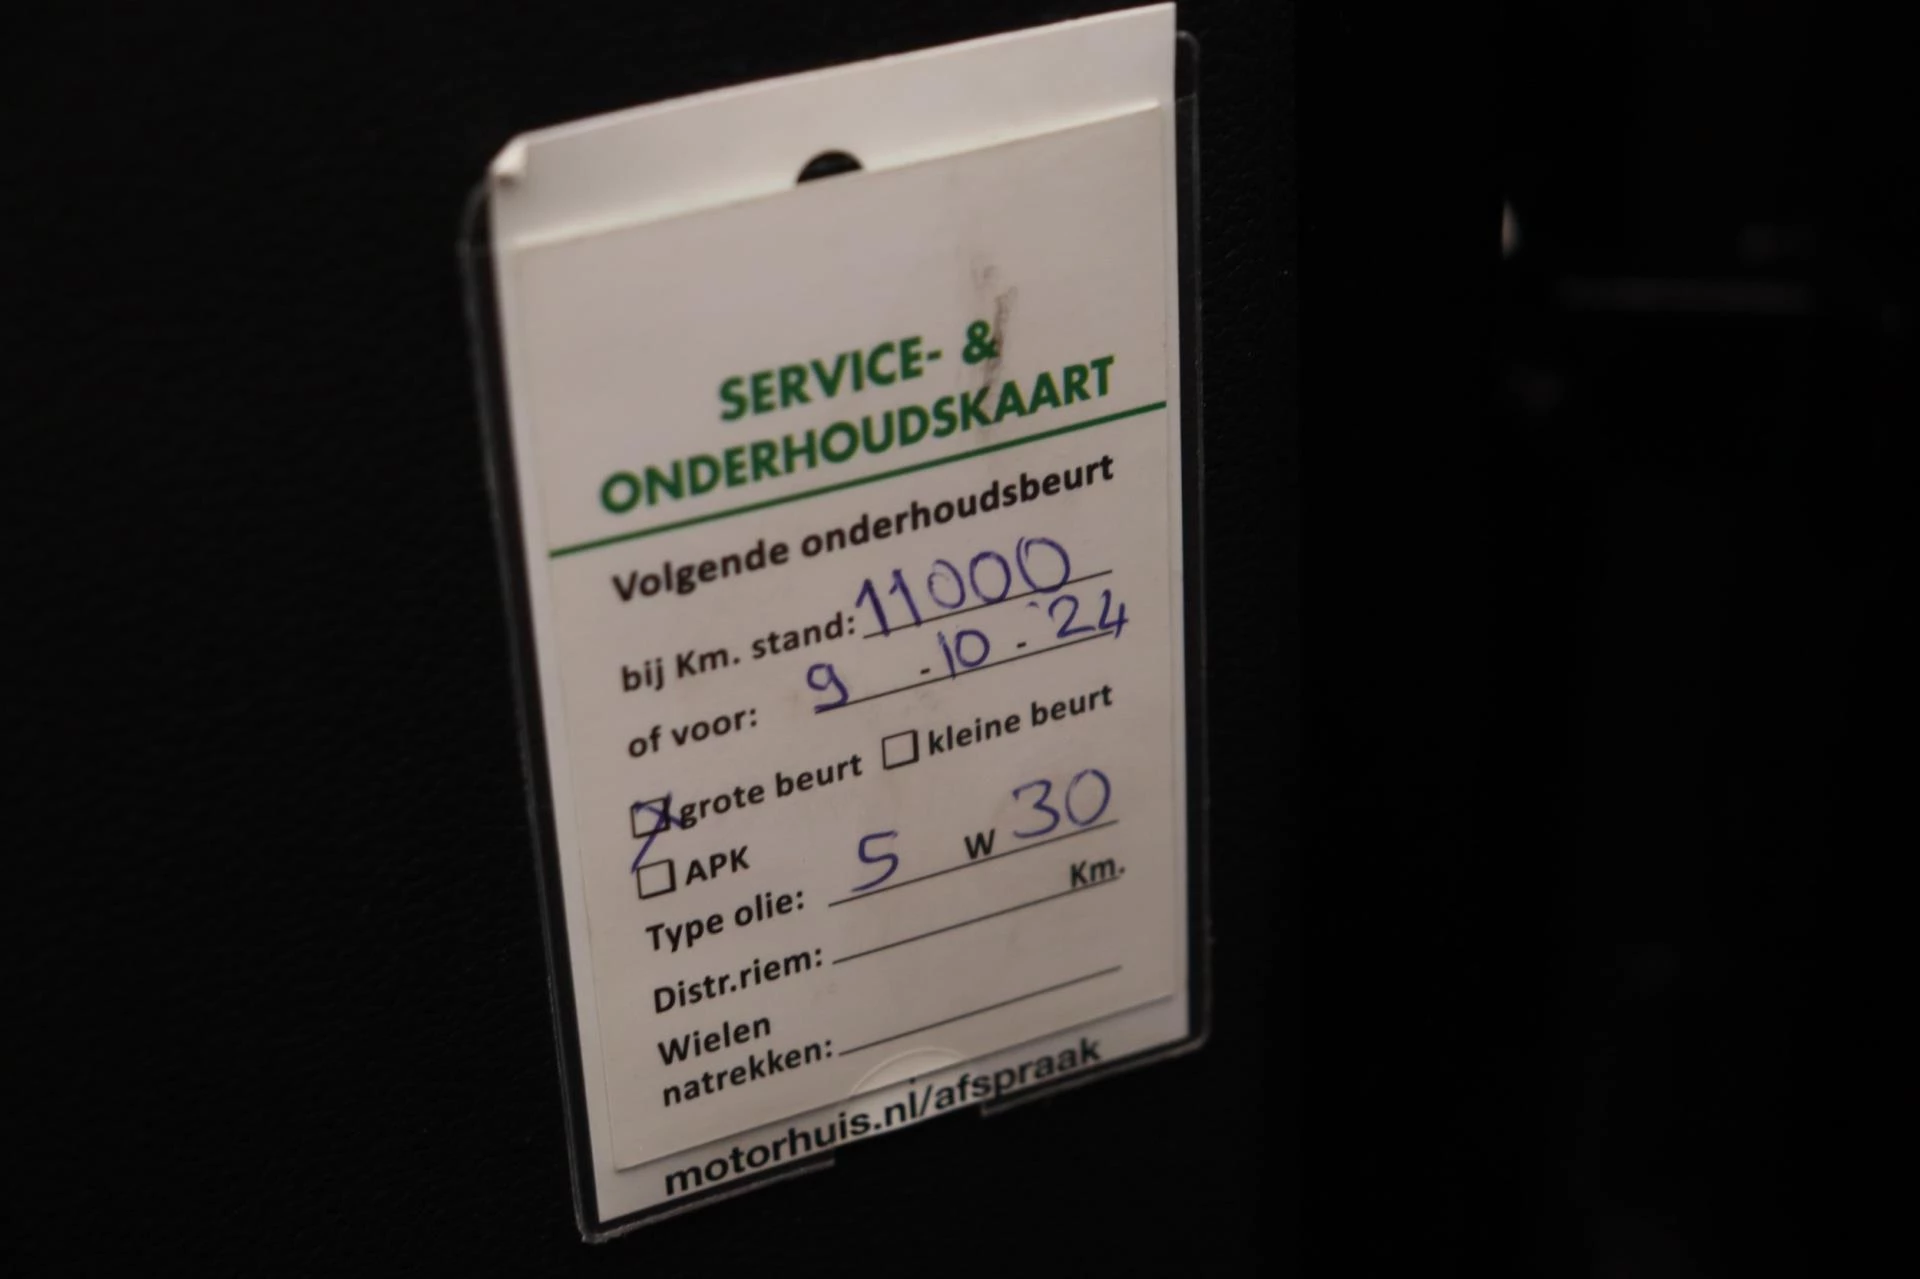 SERVICE- &
ONDERHOUDSKAART
Volgende onderhoudsbeurt
bij Km. stand: 11000
of voor: 9 - 10 - '24
grote beurt kleine beurt
APK
Type olie: 5 W 30
Distr.riem: Km.
Wielen
natrekken:
motorhuis.nl/afspraak